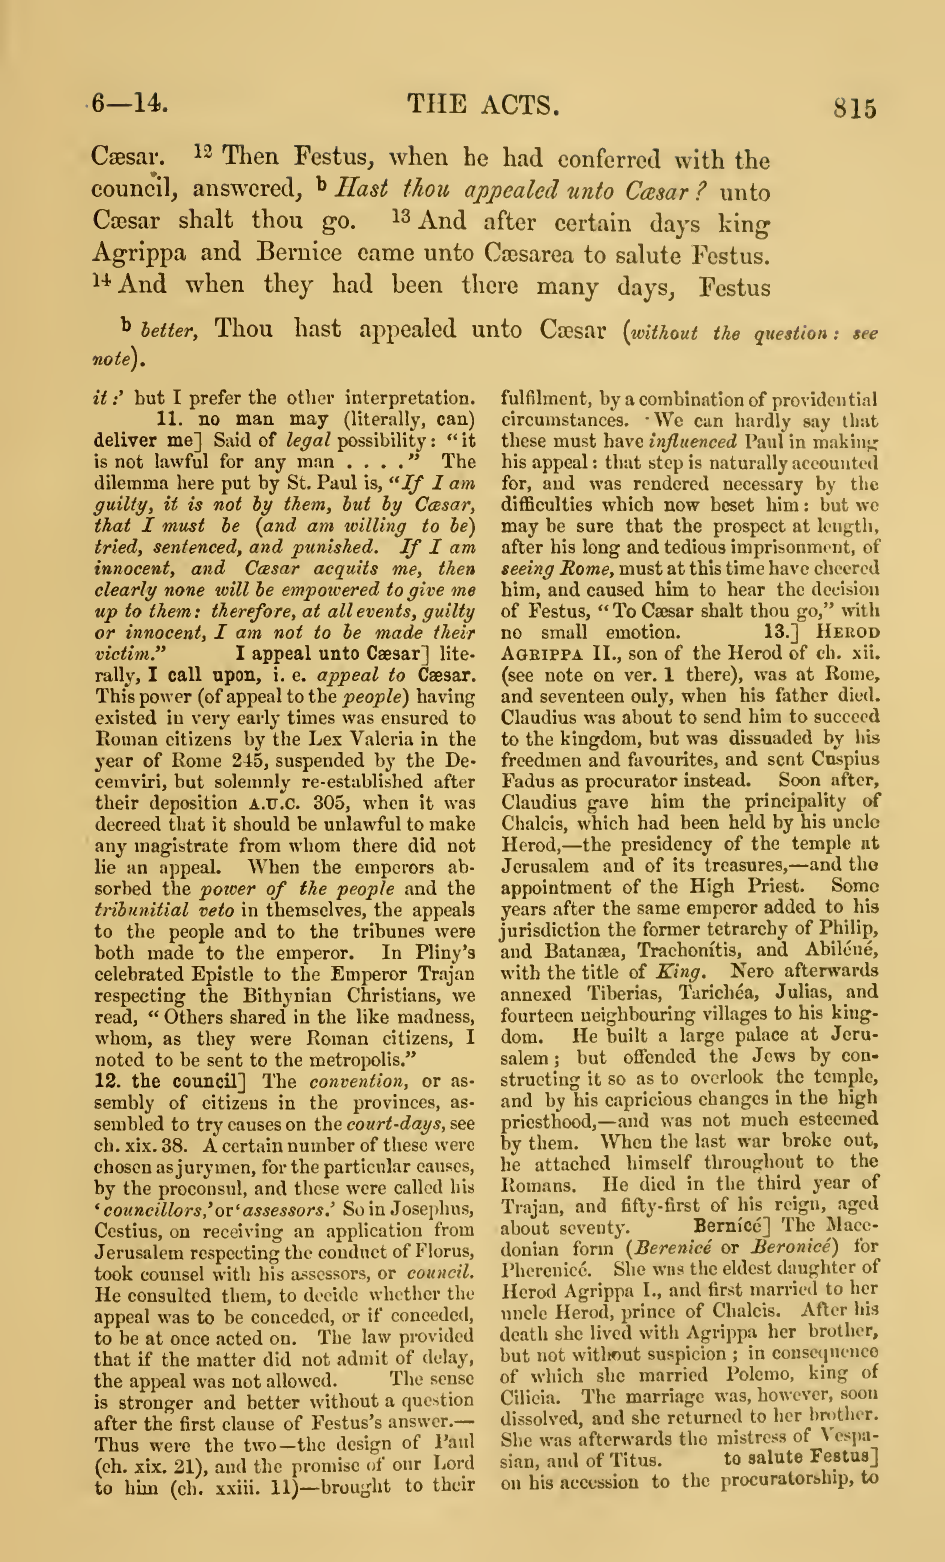 6—14.
THE ACTS.
815
Cæsar. 12 Then Festus, when he had conferred with the
council, answered, b Hast thou appealed unto Cæsar? unto
Cæsar shalt thou go. 13 And after certain days king
Agrippa and Bernice came unto Cæsarea to salute Festus.
14 And when they had been there many days, Festus
b better, Thou hast appealed unto Cæsar (without the question: see
note).
it:’ but I prefer the other interpretation.
11. no man may (literally, can)
deliver me] Said of legal possibility: “it
is not lawful for any man . . . .” The
dilemma here put by St. Paul is, “If I am
guilty, it is not by them, but by Cæsar,
that I must be (and am willing to be)
tried, sentenced, and punished. If I am
innocent, and Cæsar acquits me, then
clearly none will be empowered to give me
up to them: therefore, at all events, guilty
or innocent, I am not to be made their
victim.” I appeal unto Cæsar] lite-
rally, I call upon, i. e. appeal to Cæsar.
This power (of appeal to the people) having
existed in very early times was ensured to
Roman citizens by the Lex Valeria in the
year of Rome 245, suspended by the De-
cemviri, but solemnly re-established after
their deposition A.U.C. 305, when it was
decreed that it should be unlawful to make
any magistrate from whom there did not
lie an appeal. When the emperors ab-
sorbed the power of the people and the
tribunitial veto in themselves, the appeals
to the people and to the tribunes were
both made to the emperor. In Pliny’s
celebrated Epistle to the Emperor Trajan
respecting the Bithynian Christians, we
read, “Others shared in the like madness,
whom, as they were Roman citizens, I
noted to be sent to the metropolis.”
12. the council] The convention, or as-
sembly of citizens in the provinces, as-
sembled to try causes on the court-days, see
ch. xix. 38. A certain number of these were
chosen as jurymen, for the particular causes,
by the proconsul, and these were called his
‘councillors,’ or ‘assessors.’ So in Josephus,
Cestius, on receiving an application from
Jerusalem respecting the conduct of Florus,
took counsel with his assessors, or council.
He consulted them, to decide whether the
appeal was to be conceded, or if conceded,
to be at once acted on. The law provided
that if the matter did not admit of delay,
the appeal was not allowed. The sense
is stronger and better without a question
after the first clause of Festus’s answer.—
Thus were the two—the design of Paul
(ch. xix. 21), and the promise of our Lord
to him (ch. xxiii. 11)—brought to their
fulfilment, by a combination of providential
circumstances. We can hardly say that
these must have influenced Paul in making
his appeal: that step is naturally accounted
for, and was rendered necessary by the
difficulties which now beset him: but we
may be sure that the prospect at length,
after his long and tedious imprisonment, of
seeing Rome, must at this time have cheered
him, and caused him to hear the decision
of Festus, “To Cæsar shalt thou go,” with
no small emotion. 13.] HEROD
AGRIPPA II., son of the Herod of ch. xii.
(see note on ver. 1 there), was at Rome,
and seventeen only, when his father died.
Claudius was about to send him to succeed
to the kingdom, but was dissuaded by his
freedmen and favourites, and sent Cuspius
Fadus as procurator instead. Soon after,
Claudius gave him the principality of
Chalcis, which had been held by his uncle
Herod,—the presidency of the temple at
Jerusalem and of its treasures,—and the
appointment of the High Priest. Some
years after the same emperor added to his
jurisdiction the former tetrarchy of Philip,
and Batanæa, Trachonítis, and Abiléné,
with the title of King. Nero afterwards
annexed Tiberias, Tarichéa, Julias, and
fourteen neighbouring villages to his king-
dom. He built a large palace at Jeru-
salem; but offended the Jews by con-
structing it so as to overlook the temple,
and by his capricious changes in the high
priesthood,—and was not much esteemed
by them. When the last war broke out,
he attached himself throughout to the
Romans. He died in the third year of
Trajan, and fifty-first of his reign, aged
about seventy. Bernícé] The Mace-
donian form (Berenicé or Beronicé) for
Pherenicé. She was the eldest daughter of
Herod Agrippa I., and first married to her
uncle Herod, prince of Chalcis. After his
death she lived with Agrippa her brother,
but not without suspicion; in consequence
of which she married Polemo, king of
Cilicia. The marriage was, however, soon
dissolved, and she returned to her brother.
She was afterwards the mistress of Vespa-
sian, and of Titus. to salute Festus]
on his accession to the procuratorship, to